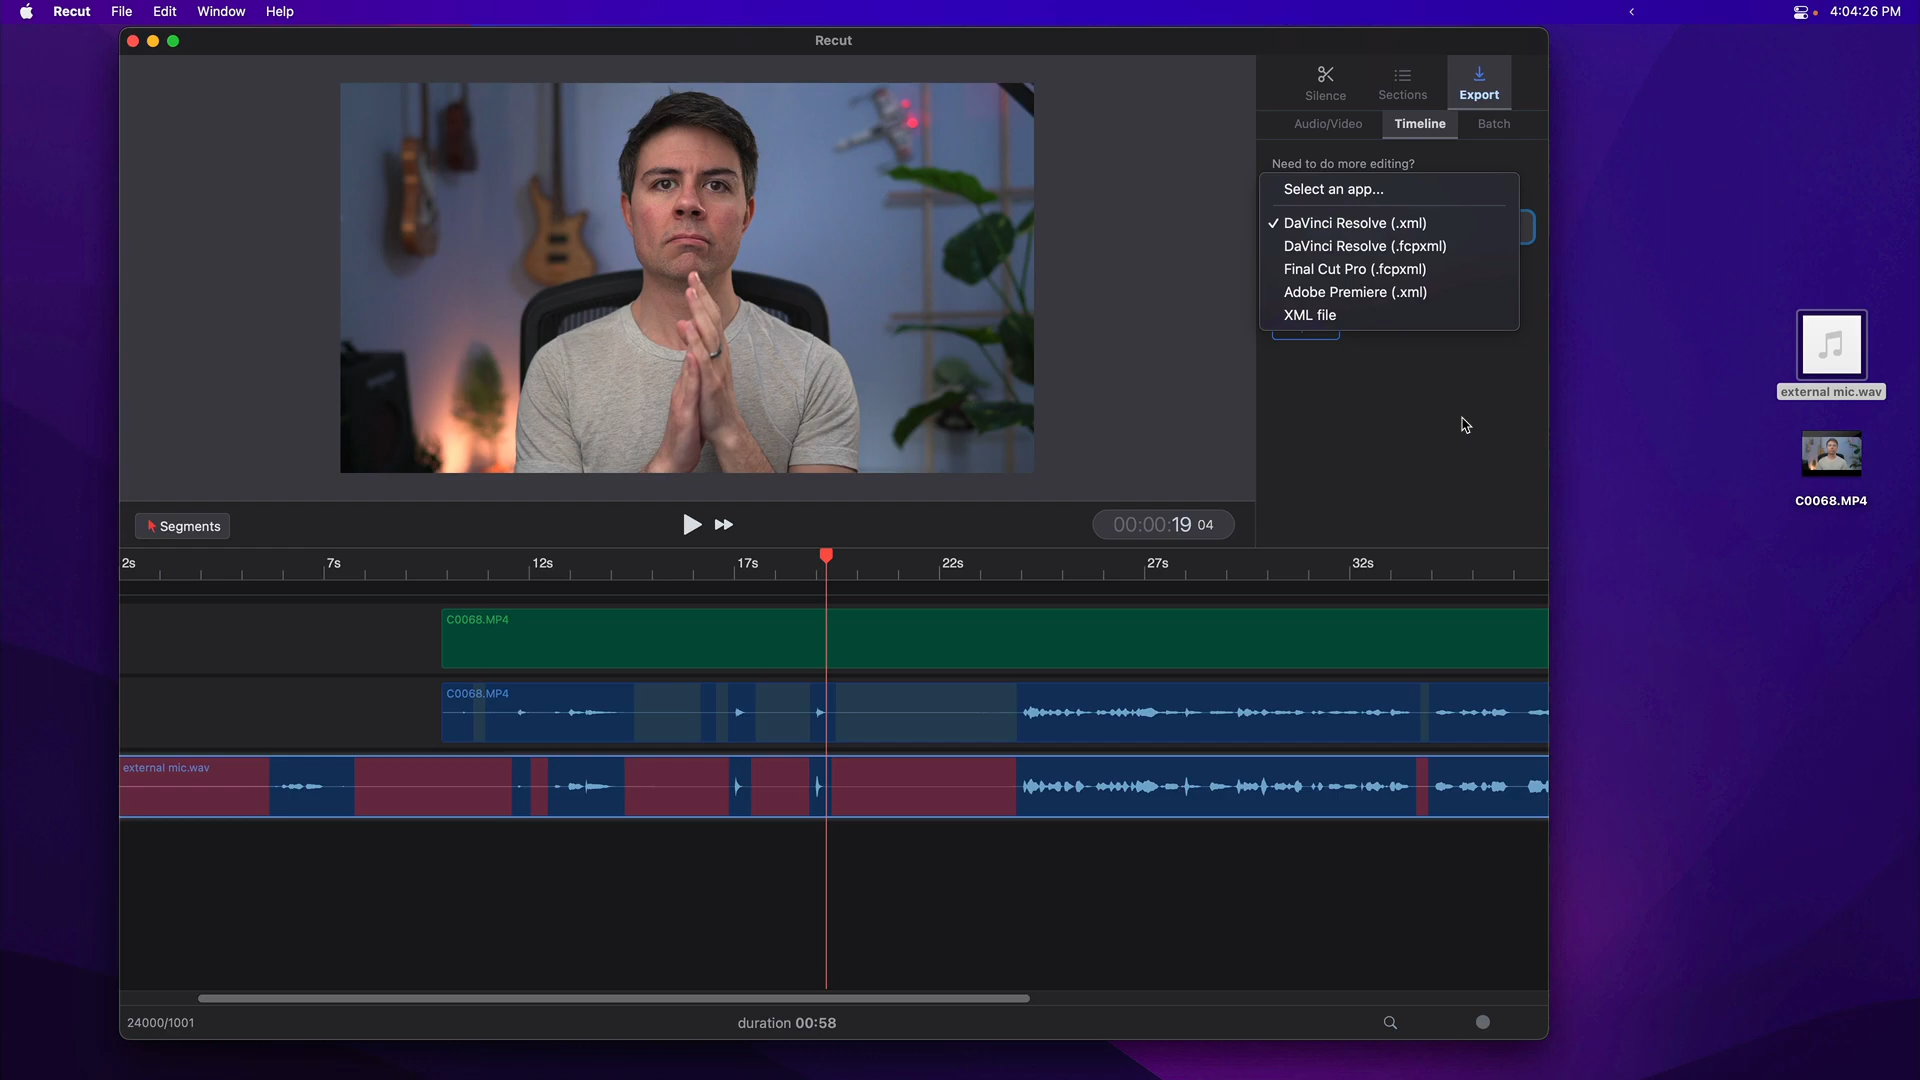 Recut File Edit Window Help
4:04:26 PM
Recut
Silence Sections Export
Audio/Video Timeline Batch
Need to do more editing?
Select an app...
DaVinci Resolve (.xml)
DaVinci Resolve (.fcpxml)
Final Cut Pro (.fcpxml)
Adobe Premiere (.xml)
XML file
external mic.wav
C0068.MP4
Segments
00:00:19 04
2s 7s 12s 17s 22s 27s 32s
C0068.MP4
C0068.MP4
external mic.wav
24000/1001
duration 00:58